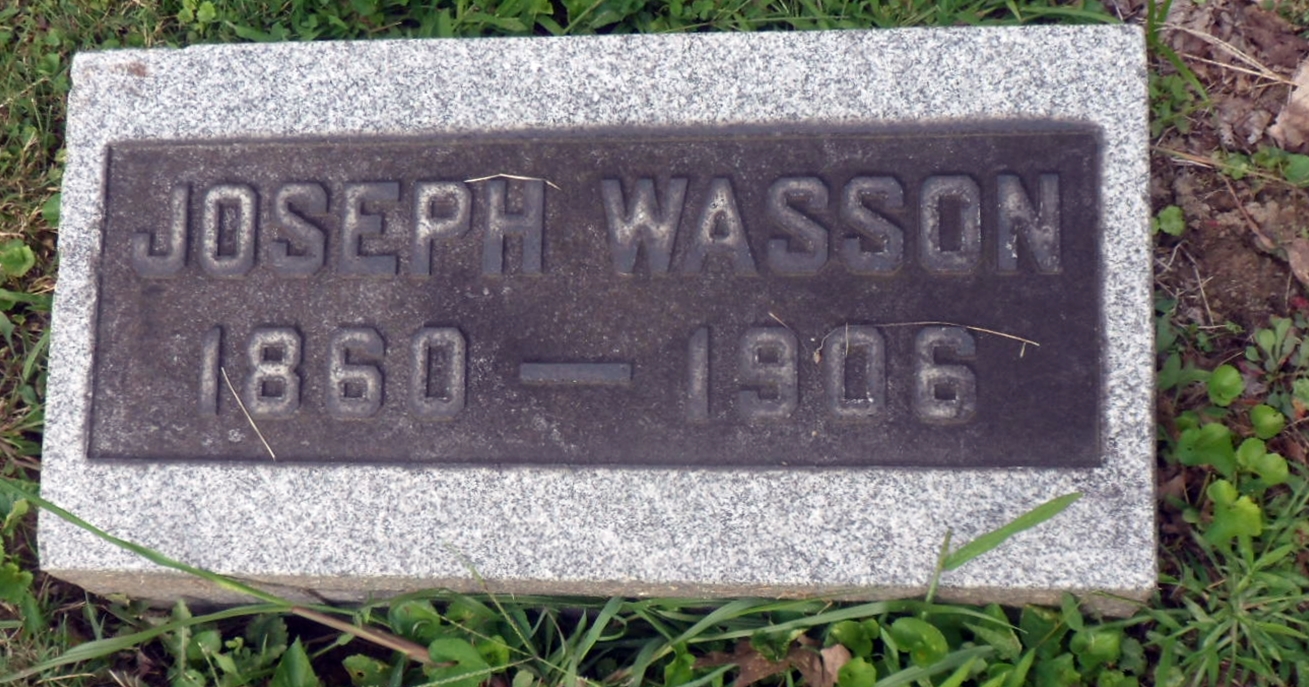 JOSEPH WASSON
1860 — 1906